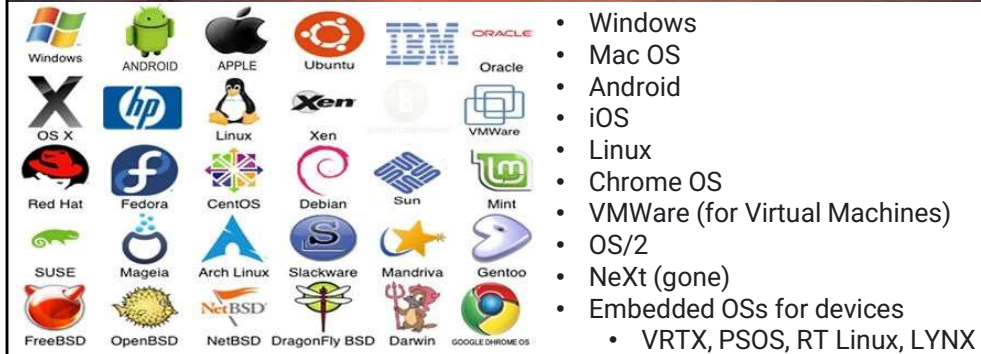 Windows
ANDROID
APPLE
Ubuntu
IBM
ORACLE
Oracle
X
OS X
hp
Linux
Xen
Xen
VMWare
Red Hat
Fedora
CentOS
Debian
Sun
Mint
SUSE
Mageia
Arch Linux
S
Slackware
Mandriva
Gentoo
FreeBSD
OpenBSD
NetBSD
NetBSD
DragonFly BSD
Darwin
GOOGLE DHROME OS
• Windows
• Mac OS
• Android
• iOS
• Linux
• Chrome OS
• VMWare (for Virtual Machines)
• OS/2
• NeXt (gone)
• Embedded OSs for devices
• VRTX, PSOS, RT Linux, LYNX